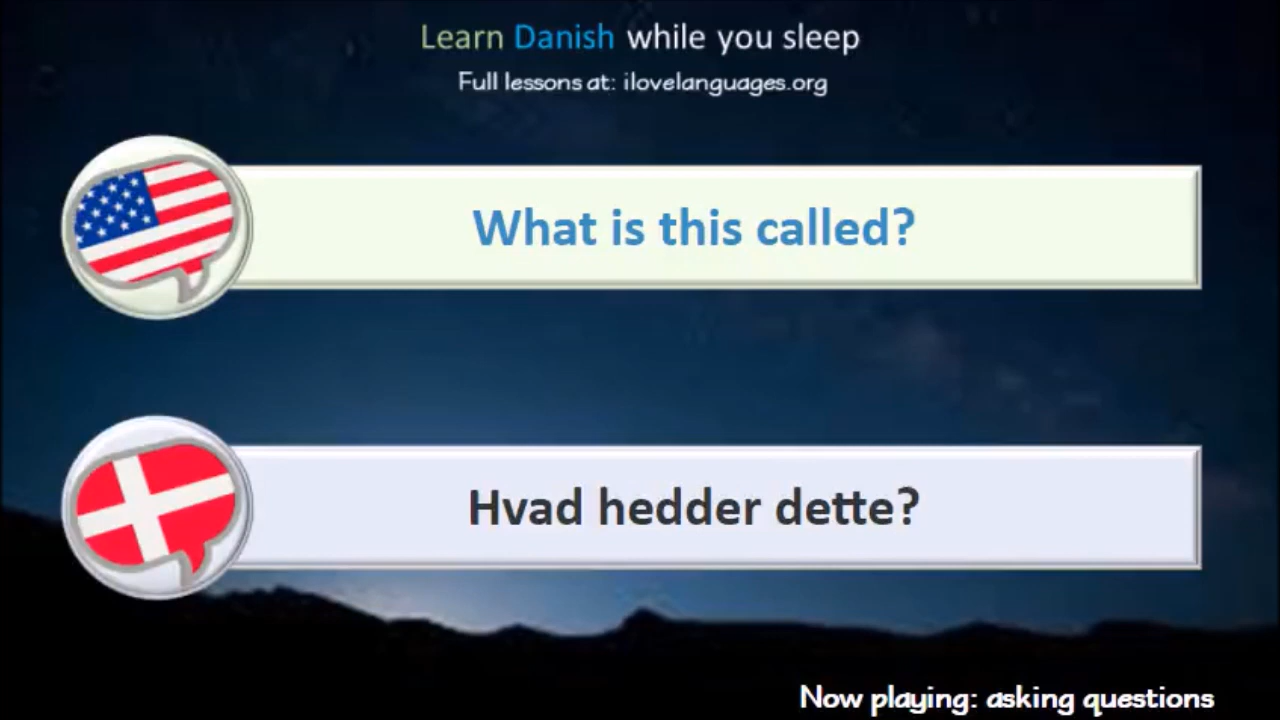 Learn Danish while you sleep
Full lessons at: ilovelanguages.org
What is this called?
Hvad hedder dette?
Now playing: asking questions